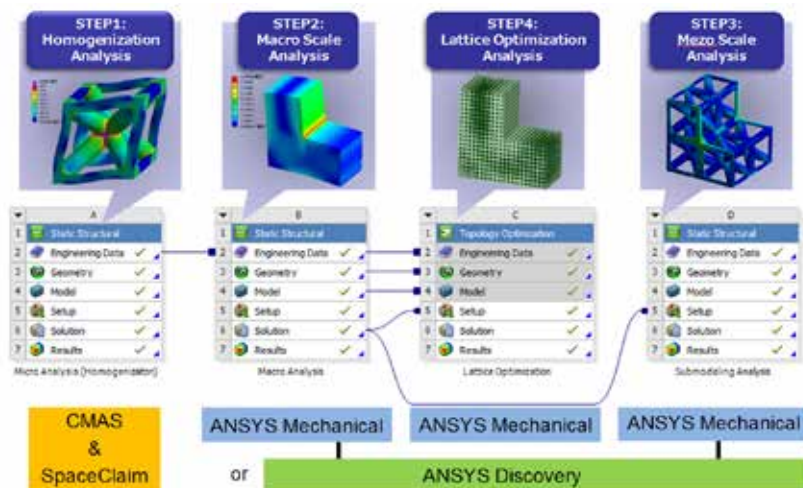 STEP1:
Homogenization
Analysis
STEP2:
Macro Scale
Analysis
STEP4:
Lattice Optimization
Analysis
STEP3:
Mezo Scale
Analysis
A
1 Static Structural
2 Engineering Data
3 Geometry
4 Model
5 Setup
6 Solution
7 Results
Micro Analysis (Homogenization)
B
1 Static Structural
2 Engineering Data
3 Geometry
4 Model
5 Setup
6 Solution
7 Results
Macro Analysis
C
1 Topology Optimization
2 Engineering Data
3 Geometry
4 Model
5 Setup
6 Solution
7 Results
Lattice Optimization
D
1 Static Structural
2 Engineering Data
3 Geometry
4 Model
5 Setup
6 Solution
7 Results
Submodeling Analysis
CMAS
&
SpaceClaim
ANSYS Mechanical
ANSYS Mechanical
ANSYS Mechanical
or
ANSYS Discovery